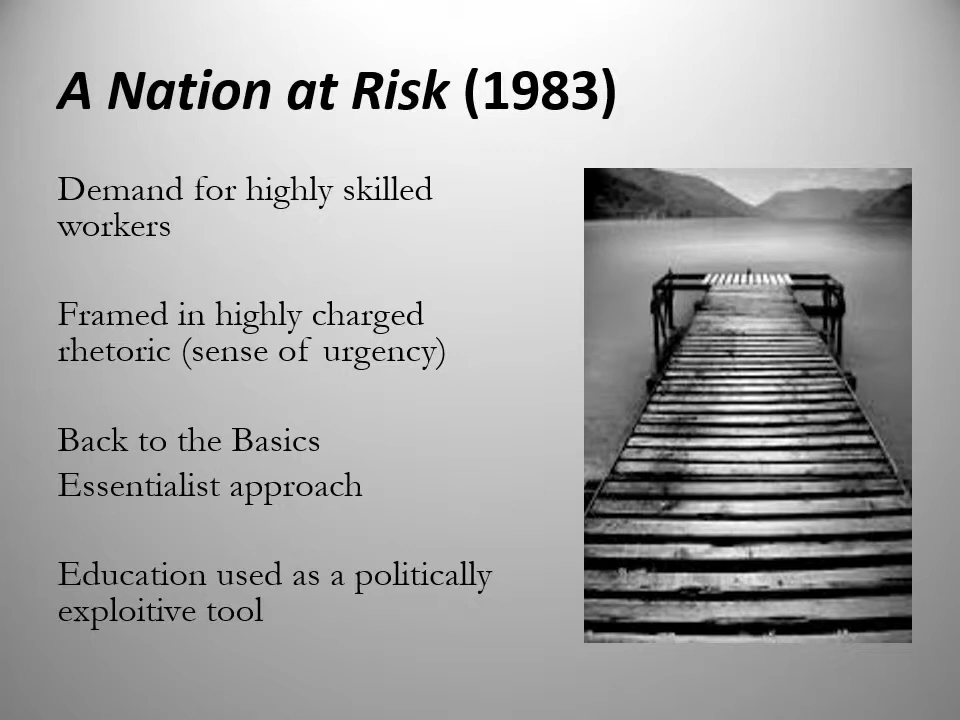 A Nation at Risk (1983)
Demand for highly skilled
workers
Framed in highly charged
rhetoric (sense of urgency)
Back to the Basics
Essentialist approach
Education used as a politically
exploitive tool